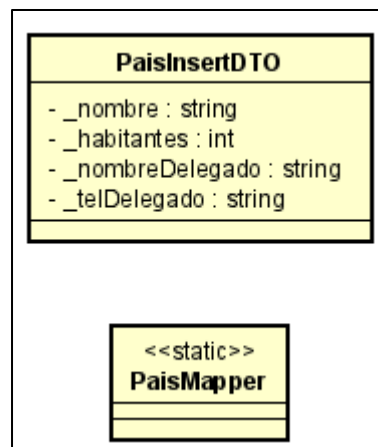 PaisInsertDTO
- _nombre : string
- _habitantes : int
- _nombreDelegado : string
- _telDelegado : string
<<static>>
PaisMapper